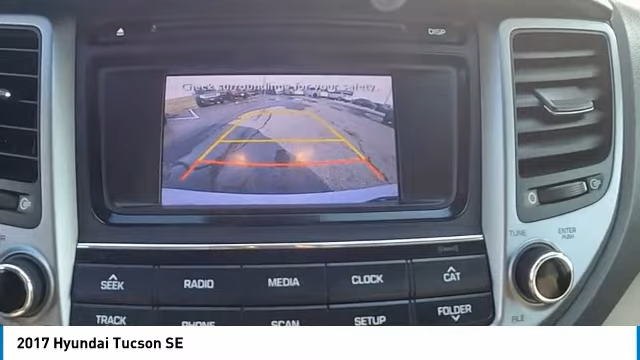 DISP
Check surroundings for your safety.
TUNE
ENTER
PUSH
SEEK
RADIO
MEDIA
CLOCK
CAT
TRACK
PHONE
SCAN
SETUP
FOLDER
FILE
2017 Hyundai Tucson SE